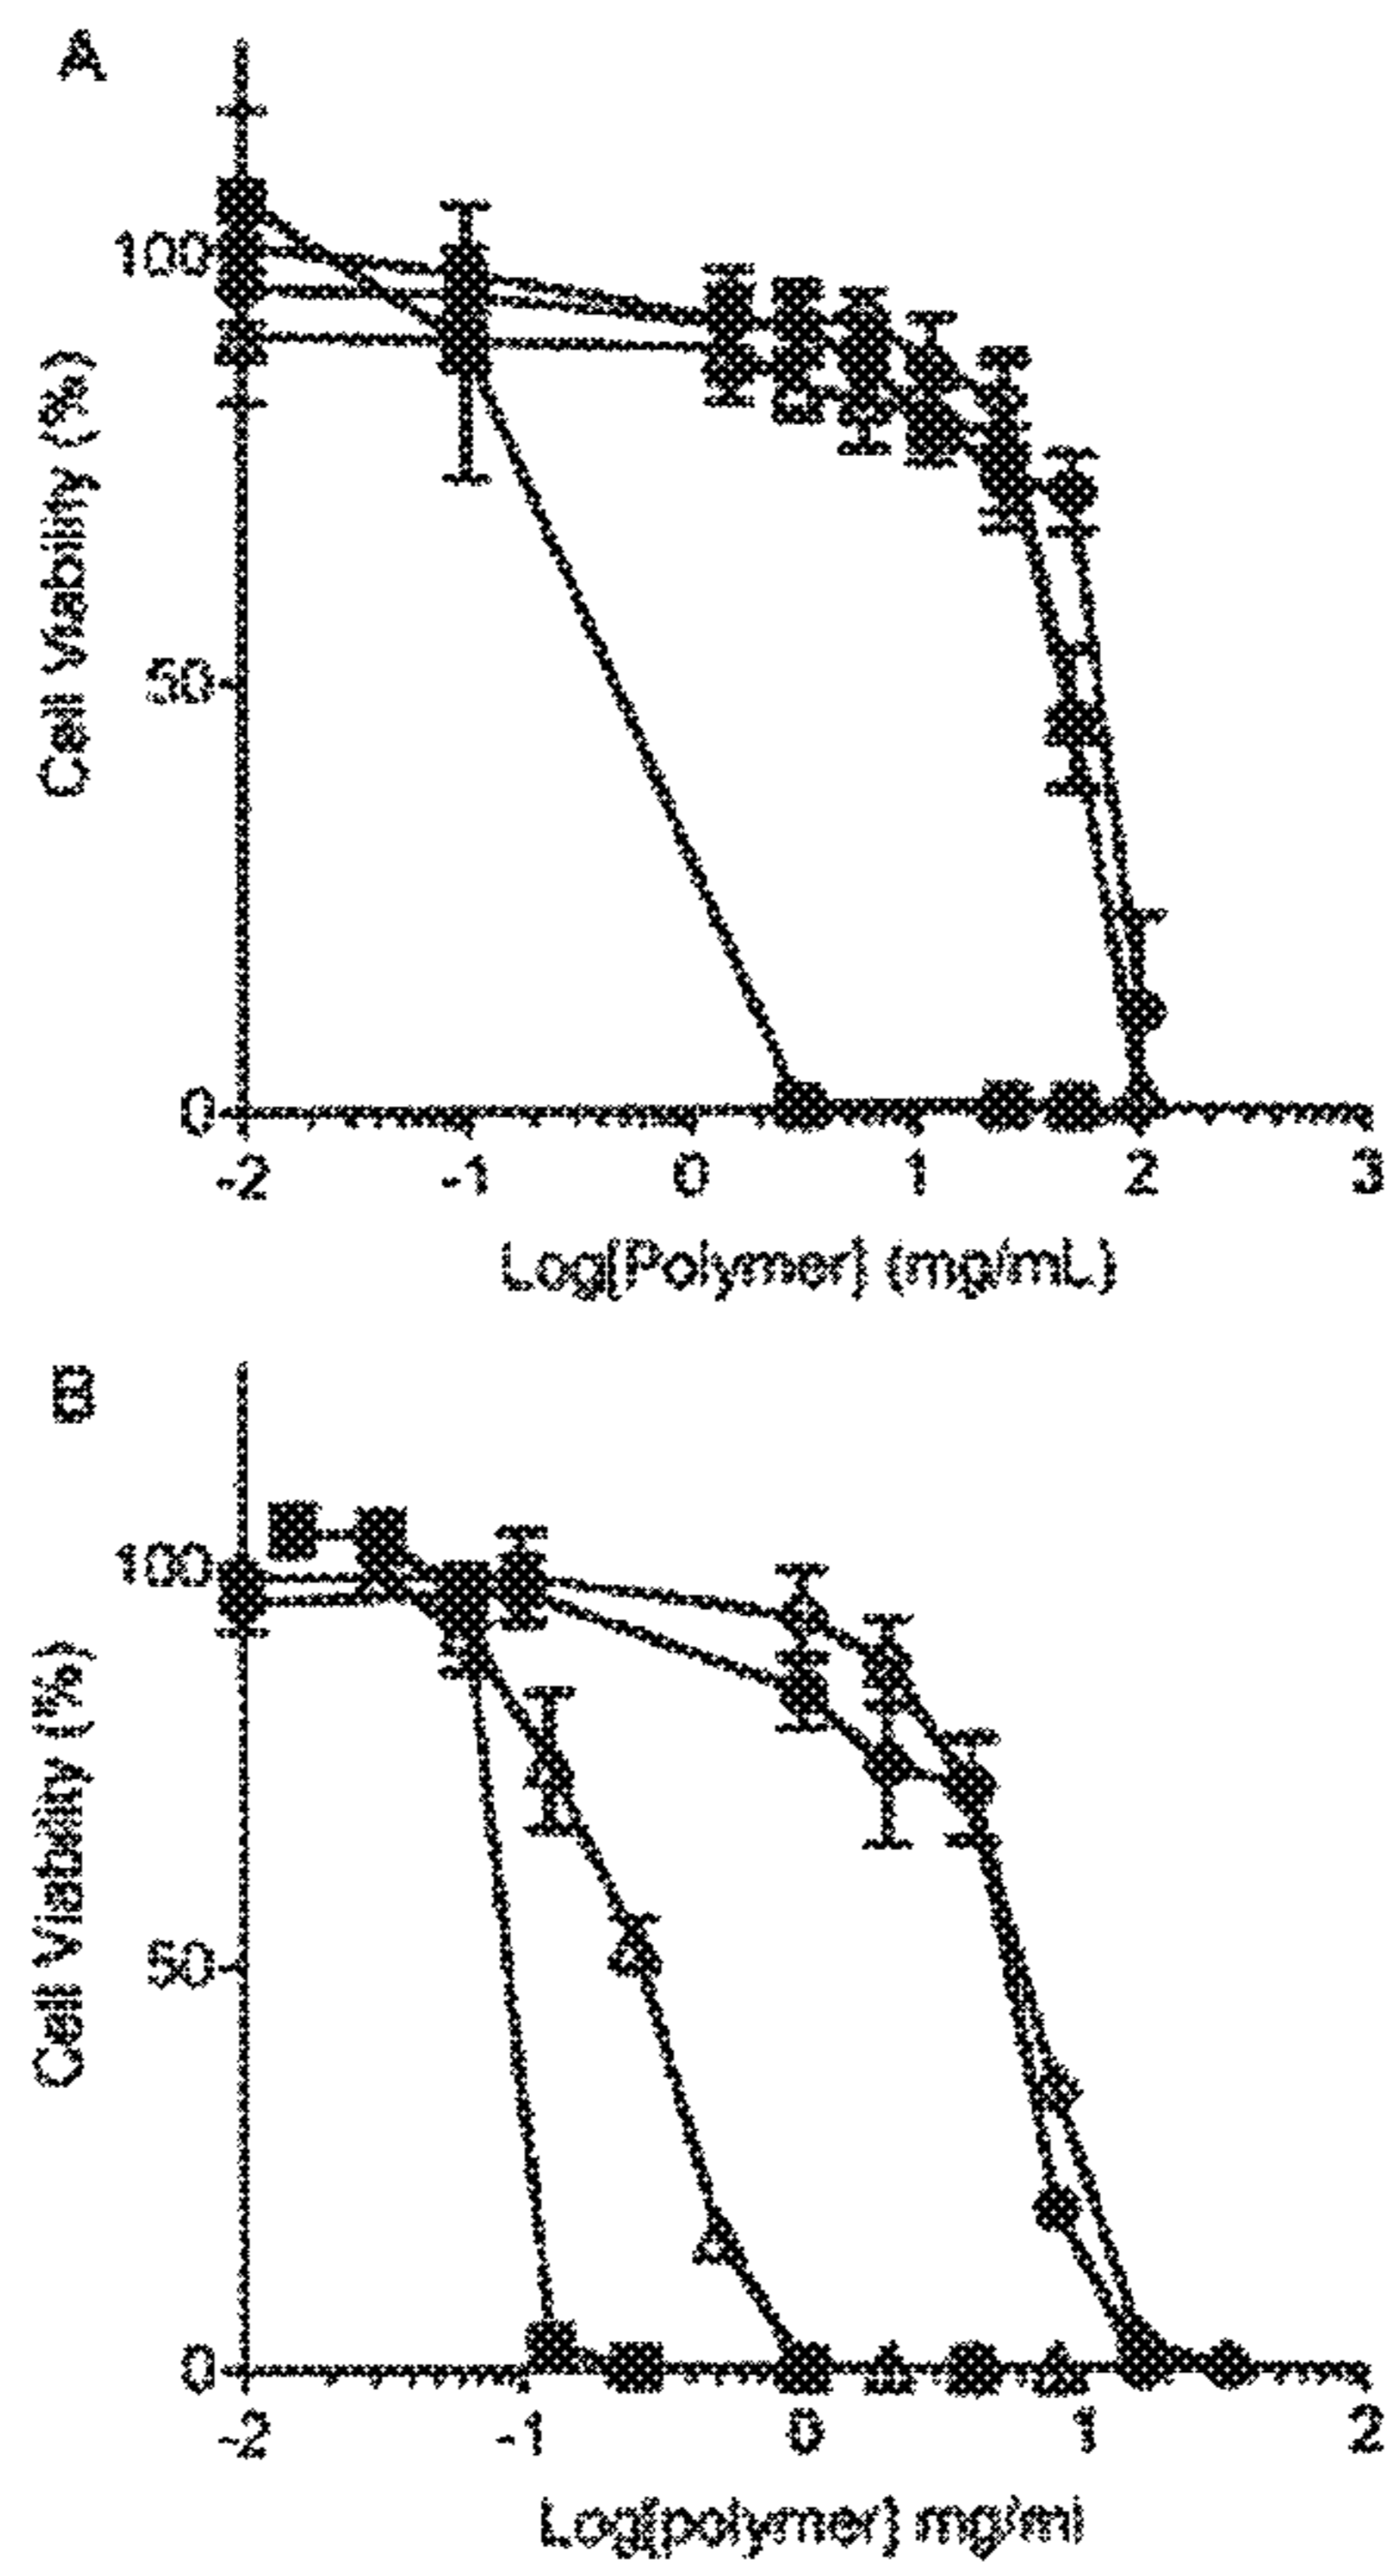 A
100
50
0
Cell Viability (%)
-2 -1 0 1 2 3
Log[Polymer] (mg/mL)
B
100
50
0
Cell Viability (%)
-2 -1 0 1 2
Log[polymer] mg/ml